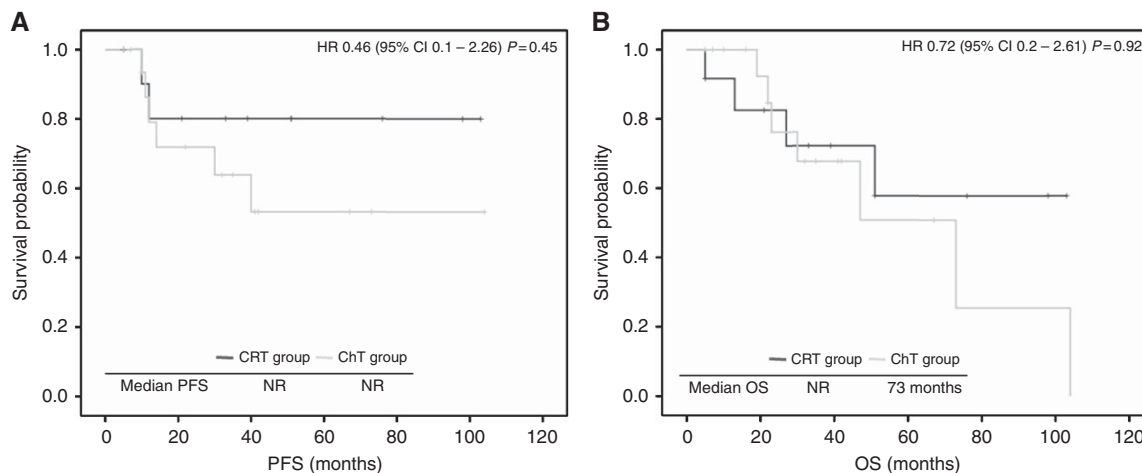 A
HR 0.46 (95% CI 0.1 – 2.26) P=0.45
Survival probability
1.0
0.8
0.6
0.4
0.2
0.0
CRT group ChT group
Median PFS NR NR
0 20 40 60 80 100 120
PFS (months)
B
HR 0.72 (95% CI 0.2 – 2.61) P=0.92
Survival probability
1.0
0.8
0.6
0.4
0.2
0.0
CRT group ChT group
Median OS NR 73 months
0 20 40 60 80 100 120
OS (months)